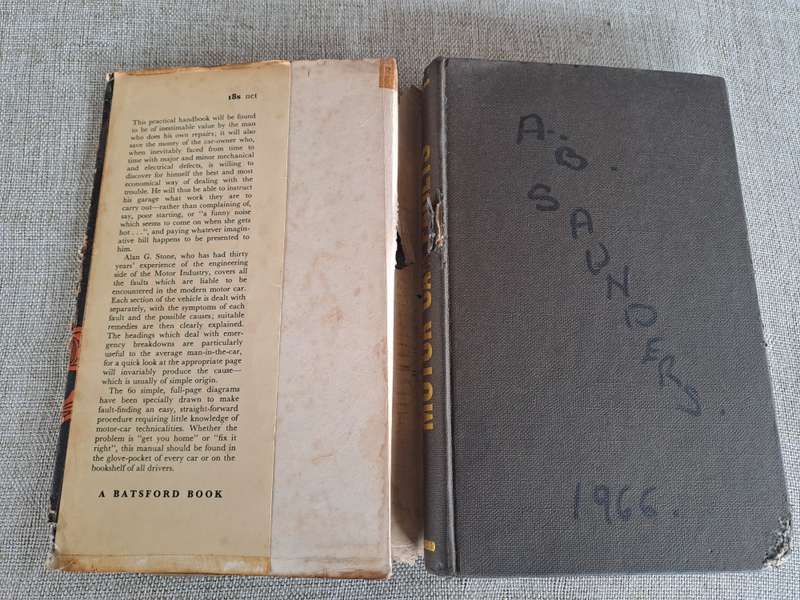 18s net
This practical handbook will be found
to be of inestimable value by the man
who does his own repairs; it will also
save the money of the car-owner who,
when inevitably faced from time to
time with major and minor mechanical
and electrical defects, is willing to
discover for himself the best and most
economical way of dealing with the
trouble. He will thus be able to instruct
his garage what work they are to
carry out—rather than complaining of,
say, poor starting, or "a funny noise
which seems to come on when she gets
hot . . .", and paying whatever imagin-
ative bill happens to be presented to
him.
Alan G. Stone, who has had thirty
years' experience of the engineering
side of the Motor Industry, covers all
the faults which are liable to be
encountered in the modern motor car.
Each section of the vehicle is dealt with
separately, with the symptoms of each
fault and the possible causes; suitable
remedies are then clearly explained.
The headings which deal with emer-
gency breakdowns are particularly
useful to the average man-in-the-car,
for a quick look at the appropriate page
will invariably produce the cause—
which is usually of simple origin.
The 60 simple, full-page diagrams
have been specially drawn to make
fault-finding an easy, straight-forward
procedure requiring little knowledge of
motor-car technicalities. Whether the
problem is "get you home" or "fix it
right", this manual should be found in
the glove-pocket of every car or on the
bookshelf of all drivers.
A BATSFORD BOOK
MOTOR
A.B.
SAUNDERS.
1966.